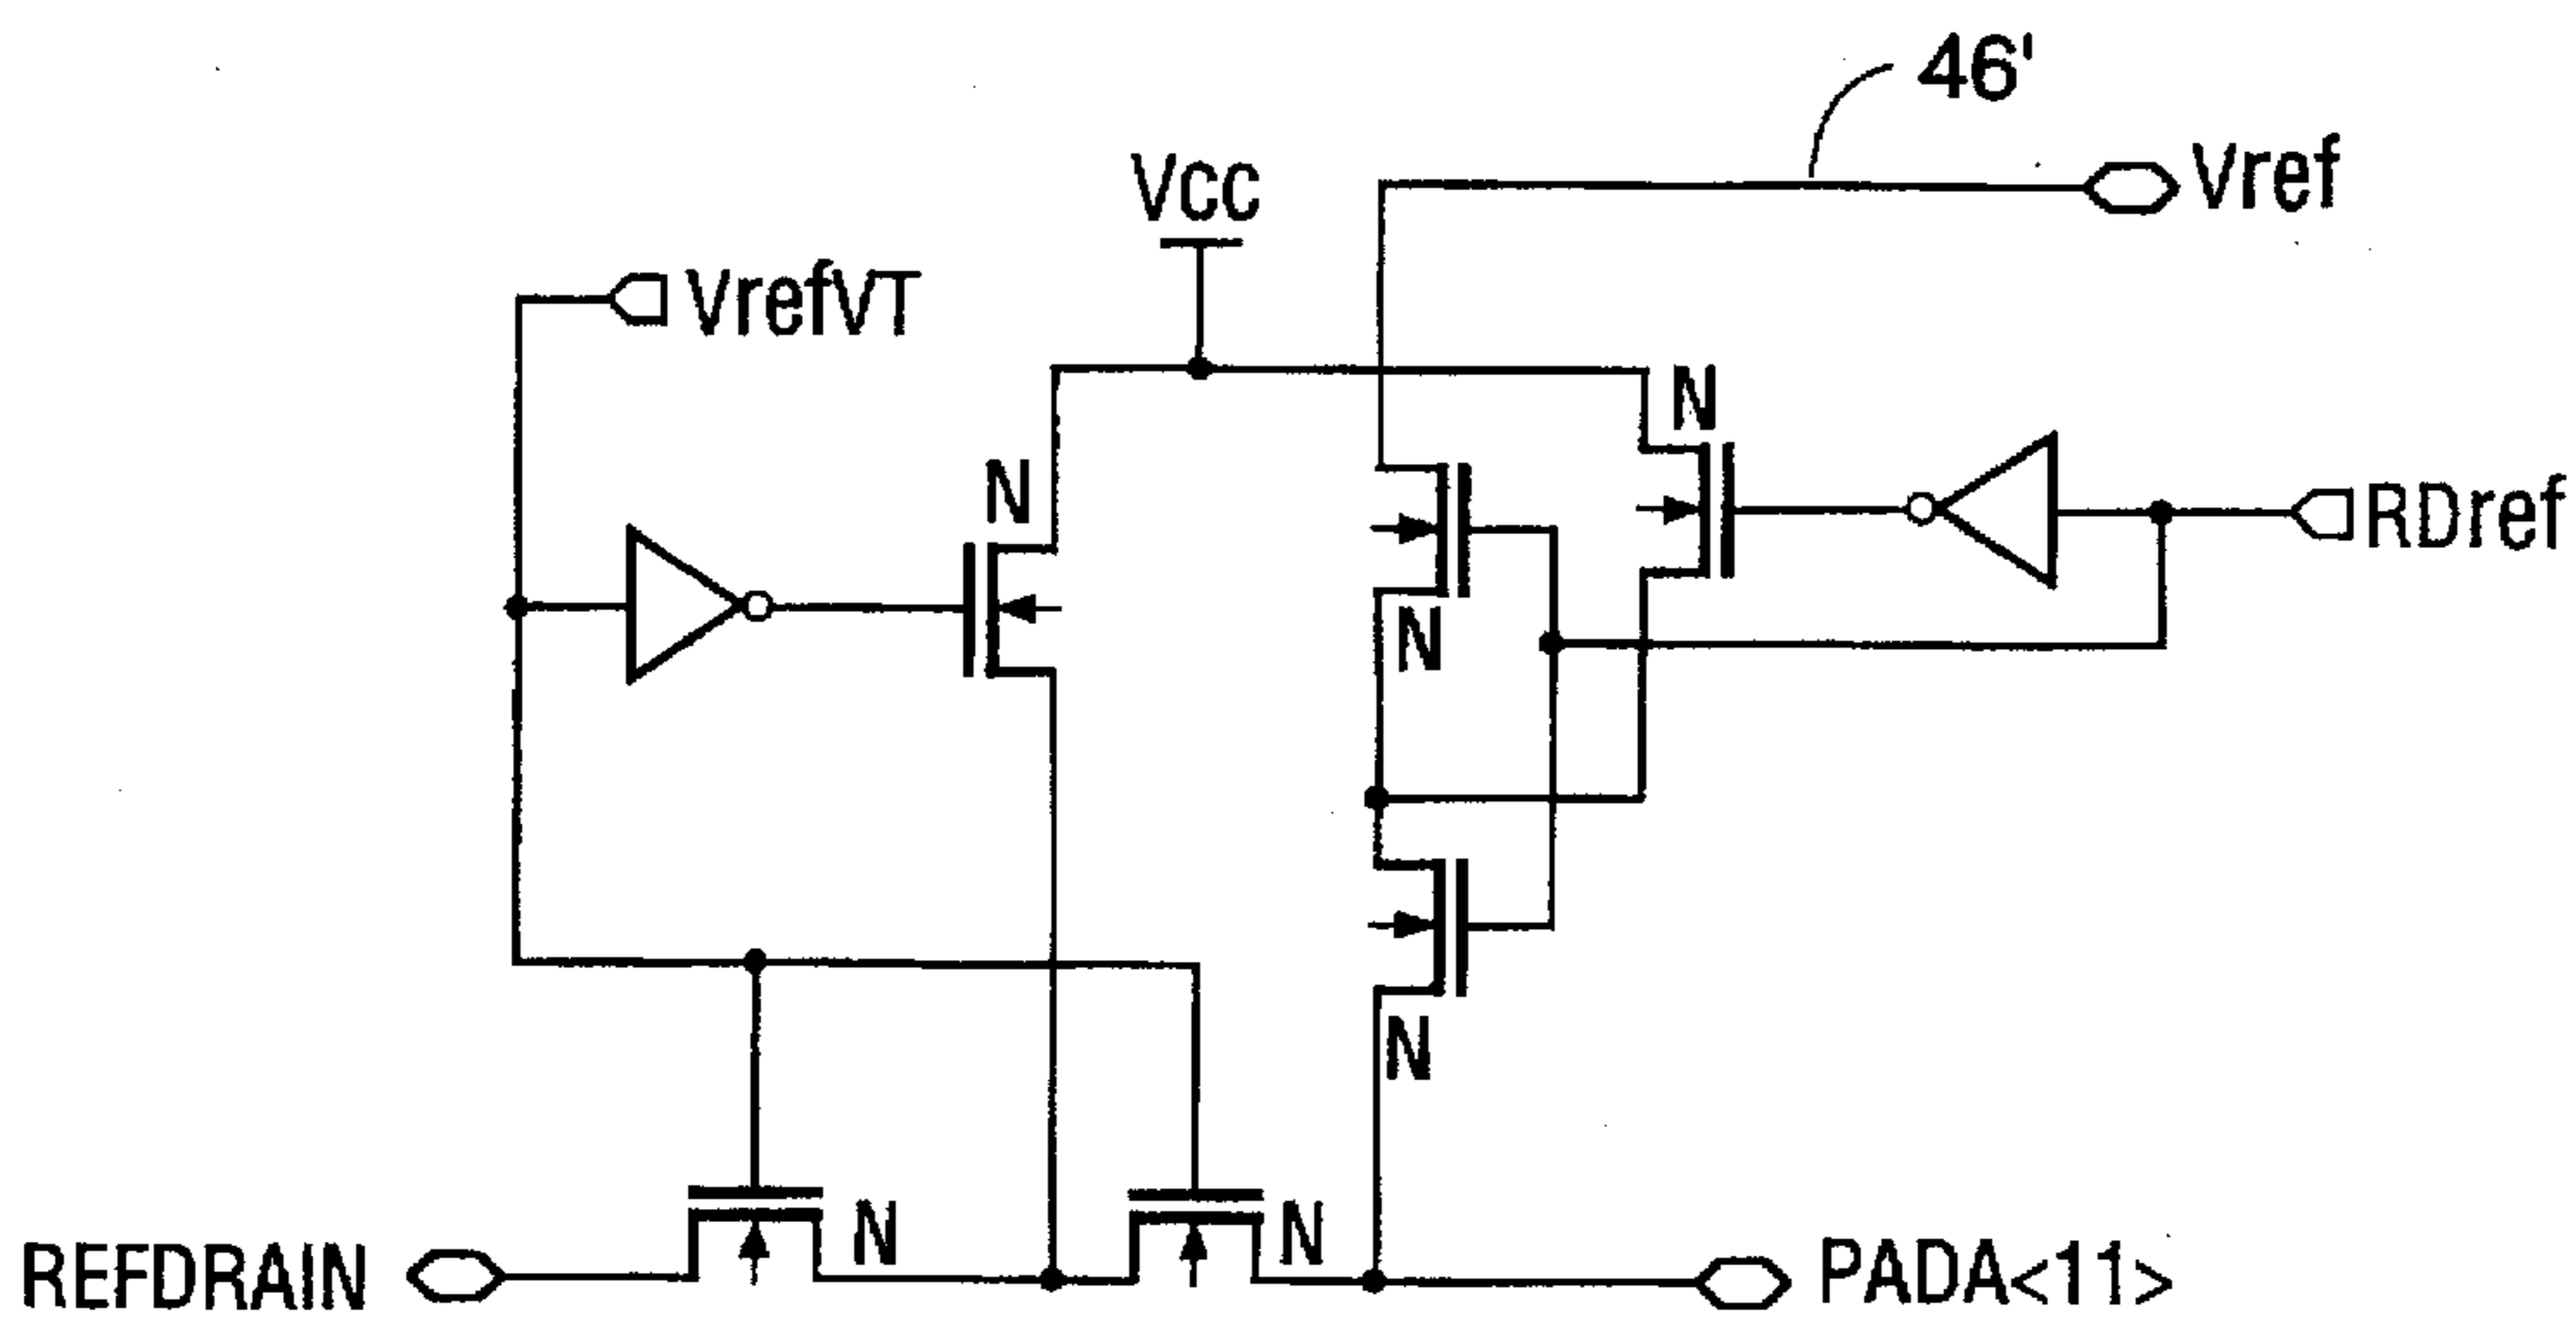 46'
Vref
Vcc
VrefVT
N
N
RDref
N
N
N
N
REFDRAIN
PADA<11>